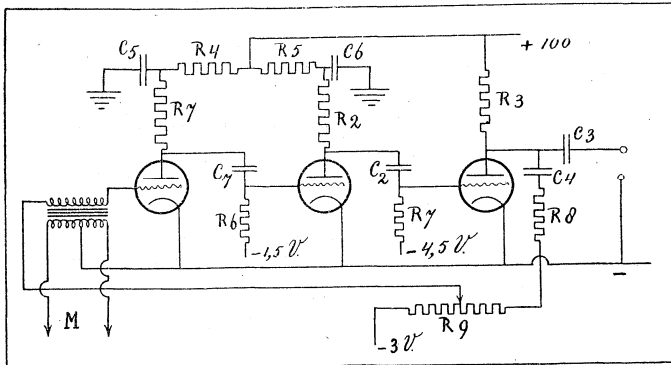 C5 R4 R5 C6 + 100
R7 R2 R3
C3
C7 C2 C4
R6 R7 R8
-1,5 V. -4,5 V.
-
M R9
-3 V.